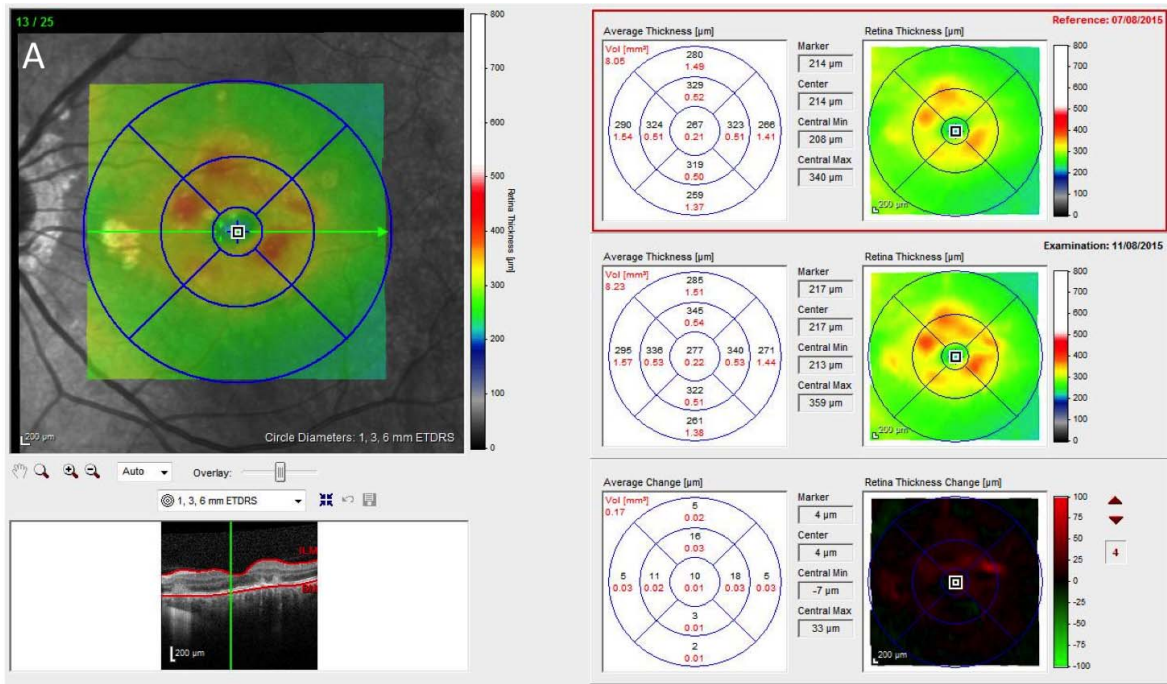 13 / 25
A
800
700
600
500
400
300
200
100
0
Retina Thickness [µm]
200 µm
Circle Diameters: 1, 3, 6 mm ETDRS
Auto
Overlay:
1, 3, 6 mm ETDRS
ILM
200 µm
Reference: 07/08/2015
Average Thickness [µm]
Vol [mm³]
8.05
280
1.49
329
0.52
290 324 267 323 266
1.54 0.51 0.21 0.51 1.41
319
0.50
259
1.37
Marker
214 µm
Center
214 µm
Central Min
208 µm
Central Max
340 µm
Retina Thickness [µm]
200 µm
800
700
600
500
400
300
200
100
0
Examination: 11/08/2015
Average Thickness [µm]
Vol [mm³]
8.23
285
1.51
345
0.54
295 336 277 340 271
1.57 0.53 0.22 0.53 1.44
322
0.51
261
1.38
Marker
217 µm
Center
217 µm
Central Min
213 µm
Central Max
359 µm
Retina Thickness [µm]
200 µm
800
700
600
500
400
300
200
100
0
Average Change [µm]
Vol [mm³]
0.17
5
0.02
16
0.03
5 11 10 18 5
0.03 0.02 0.01 0.03 0.03
3
0.01
2
0.01
Marker
4 µm
Center
4 µm
Central Min
-7 µm
Central Max
33 µm
Retina Thickness Change [µm]
200 µm
100
75
50
25
0
-25
-50
-75
-100
4